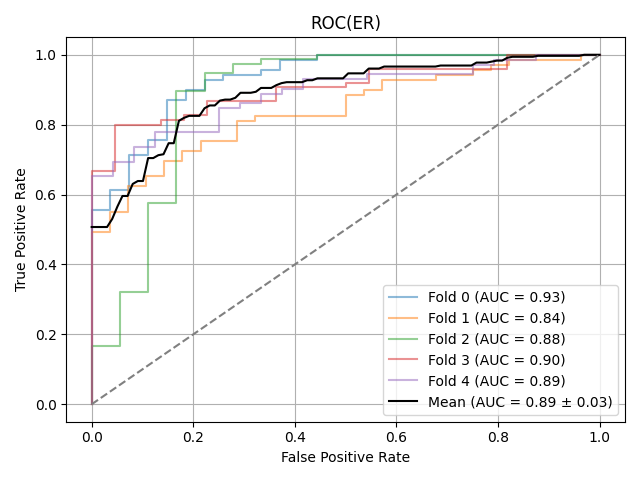 ROC(ER)
True Positive Rate
1.0
0.8
0.6
0.4
0.2
0.0
Fold 0 (AUC = 0.93)
Fold 1 (AUC = 0.84)
Fold 2 (AUC = 0.88)
Fold 3 (AUC = 0.90)
Fold 4 (AUC = 0.89)
Mean (AUC = 0.89 ± 0.03)
0.0 0.2 0.4 0.6 0.8 1.0
False Positive Rate